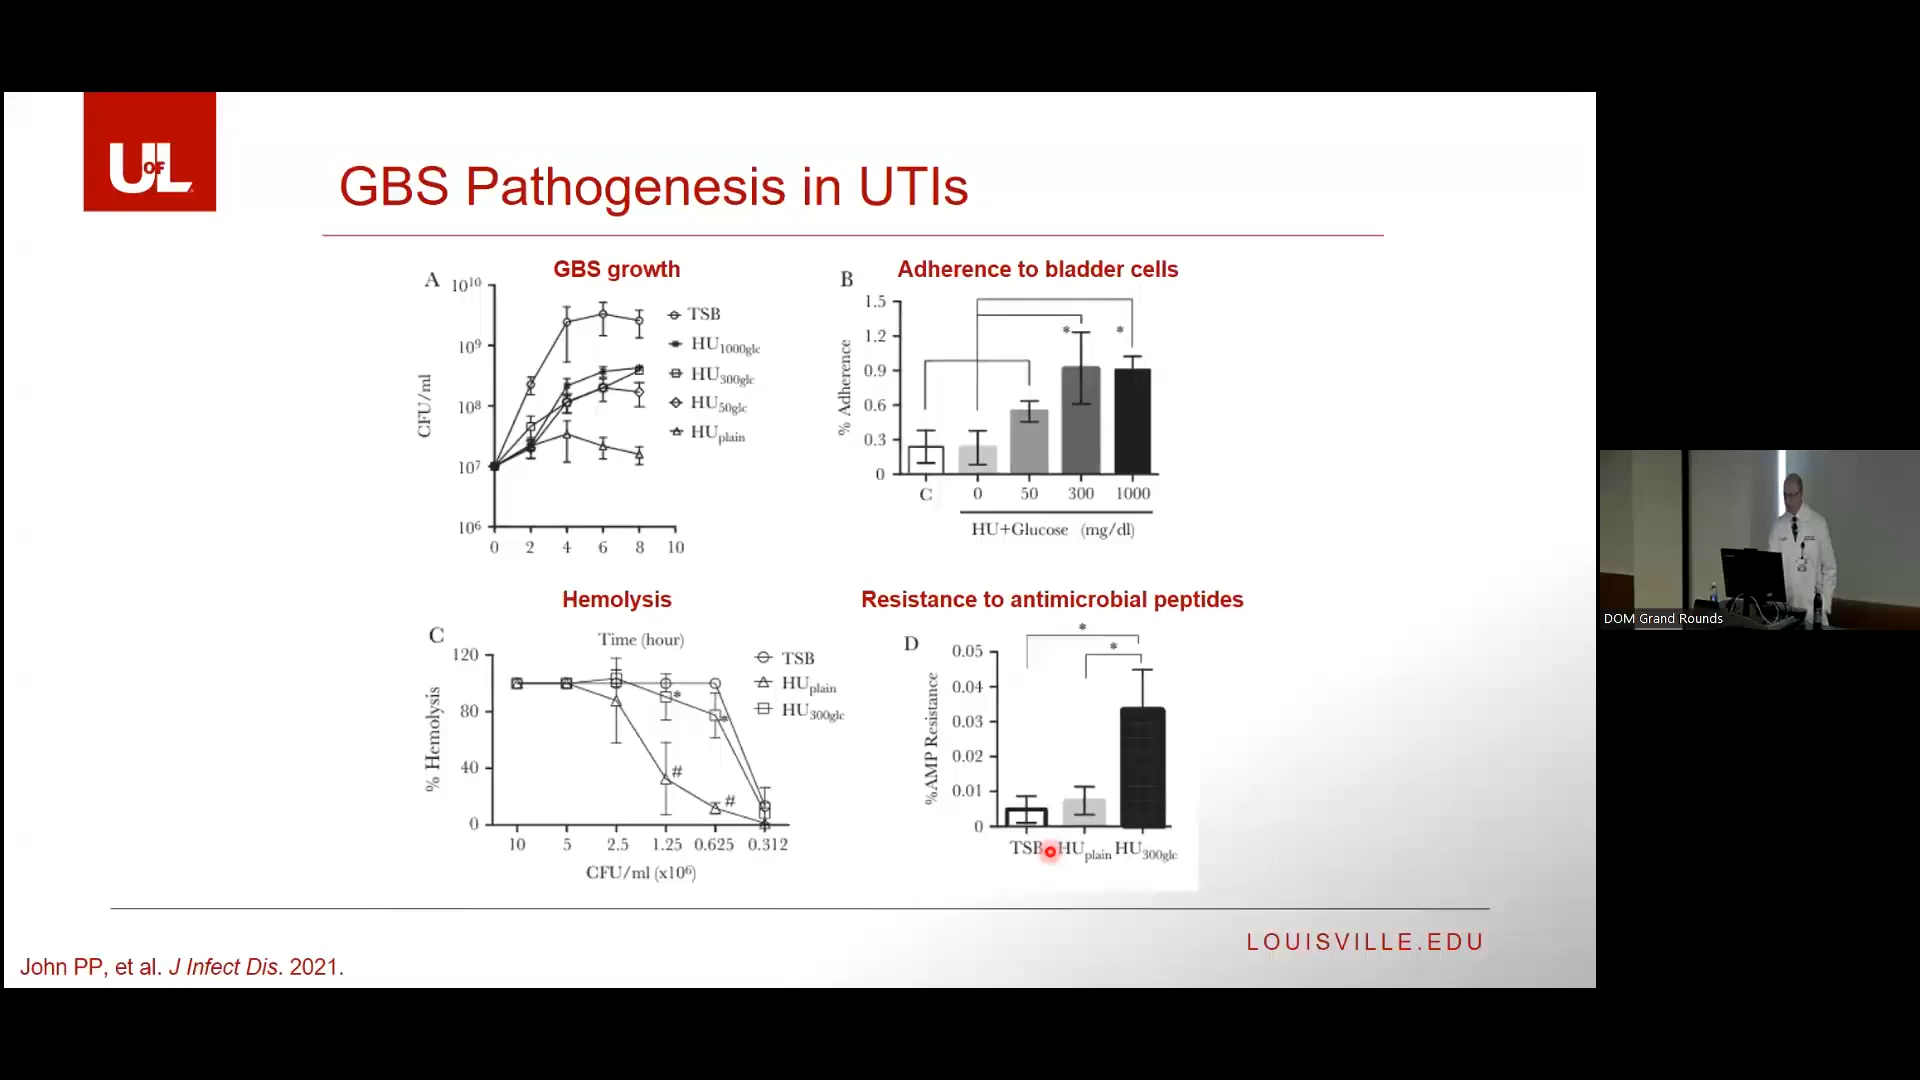 UOFL
GBS Pathogenesis in UTIs
A
GBS growth
10¹⁰
10⁹
10⁸
10⁷
10⁶
CFU/ml
0 2 4 6 8 10
TSB
HU1000glc
HU300glc
HU50glc
HUplain
B
Adherence to bladder cells
1.5
1.2
0.9
0.6
0.3
0
% Adherence
* *
C 0 50 300 1000
HU+Glucose (mg/dl)
Hemolysis
C
Time (hour)
120
80
40
0
% Hemolysis
TSB
HUplain
HU300glc
*
*
#
#
10 5 2.5 1.25 0.625 0.312
CFU/ml (x10⁶)
Resistance to antimicrobial peptides
D
*
*
0.05
0.04
0.03
0.02
0.01
0
%AMP Resistance
TSB HUplain HU300glc
LOUISVILLE.EDU
John PP, et al. J Infect Dis. 2021.
DOM Grand Rounds